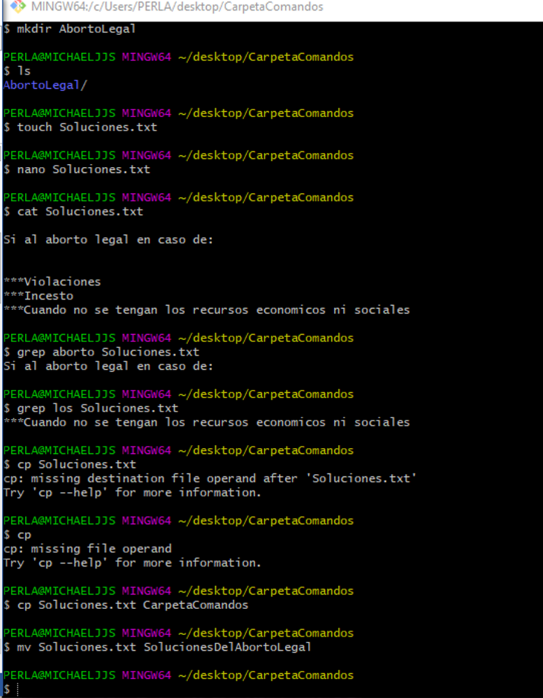 MINGW64:/c/Users/PERLA/desktop/CarpetaComandos
$ mkdir AbortoLegal
PERLA@MICHAELJJS MINGW64 ~/desktop/CarpetaComandos
$ ls
AbortoLegal/
$ touch Soluciones.txt
PERLA@MICHAELJJS MINGW64 ~/desktop/CarpetaComandos
$ nano Soluciones.txt
PERLA@MICHAELJJS MINGW64 ~/desktop/CarpetaComandos
$ cat Soluciones.txt
Si al aborto legal en caso de:
***Violaciones
***Incesto
***Cuando no se tengan los recursos economicos ni sociales
PERLA@MICHAELJJS MINGW64 ~/desktop/CarpetaComandos
$ grep aborto Soluciones.txt
Si al aborto legal en caso de:
PERLA@MICHAELJJS MINGW64 ~/desktop/CarpetaComandos
$ grep los Soluciones.txt
***Cuando no se tengan los recursos economicos ni sociales
PERLA@MICHAELJJS MINGW64 ~/desktop/CarpetaComandos
$ cp Soluciones.txt
cp: missing destination file operand after 'Soluciones.txt'
Try 'cp --help' for more information.
PERLA@MICHAELJJS MINGW64 ~/desktop/CarpetaComandos
$ cp
cp: missing file operand
Try 'cp --help' for more information.
PERLA@MICHAELJJS MINGW64 ~/desktop/CarpetaComandos
$ cp Soluciones.txt CarpetaComandos
PERLA@MICHAELJJS MINGW64 ~/desktop/CarpetaComandos
$ mv Soluciones.txt SolucionesDelAbortoLegal
PERLA@MICHAELJJS MINGW64 ~/desktop/CarpetaComandos
$